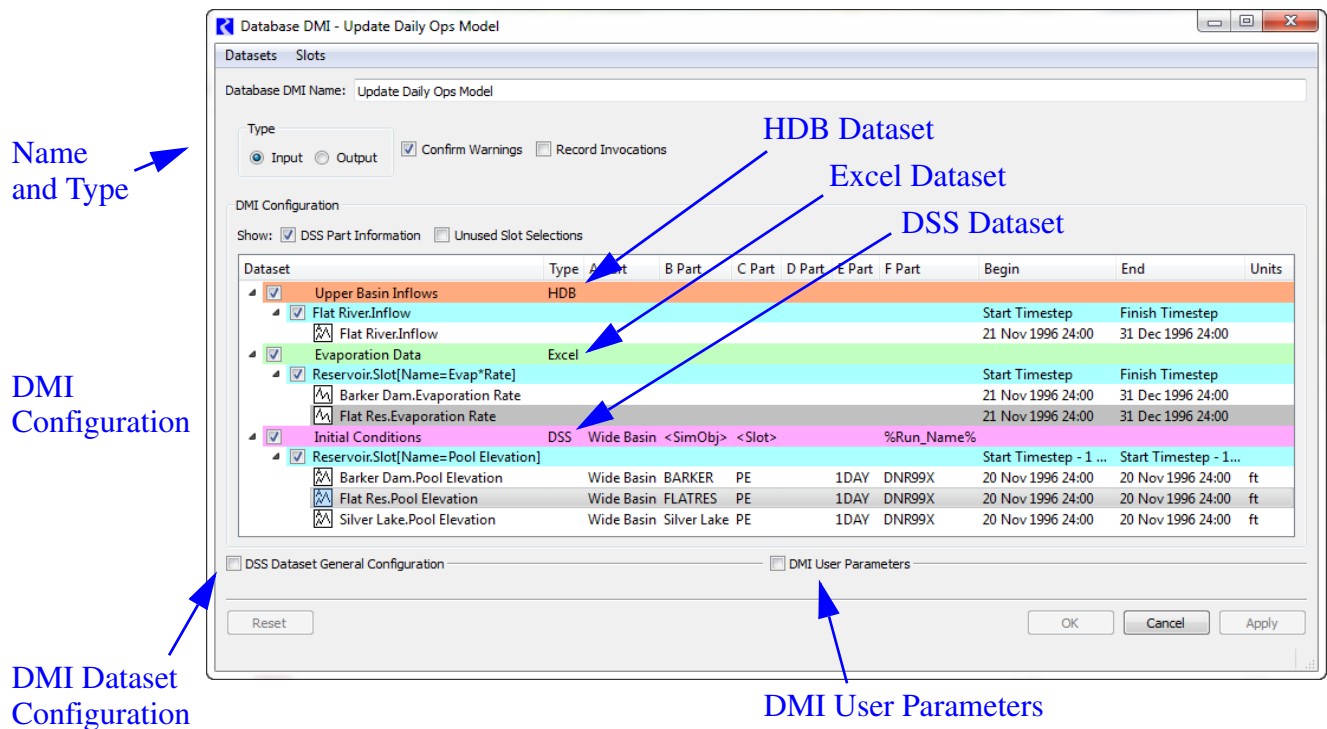 Database DMI - Update Daily Ops Model
Datasets Slots
Database DMI Name: Update Daily Ops Model
Name
and Type
Type
Input Output
Confirm Warnings Record Invocations
HDB Dataset
Excel Dataset
DSS Dataset
DMI Configuration
Show: DSS Part Information Unused Slot Selections
Dataset Type B Part C Part D Part E Part F Part Begin End Units
Upper Basin Inflows HDB
Flat River.Inflow Start Timestep Finish Timestep
Flat River.Inflow 21 Nov 1996 24:00 31 Dec 1996 24:00
Evaporation Data Excel
Reservoir.Slot[Name=Evap*Rate] Start Timestep Finish Timestep
DMI
Configuration
Barker Dam.Evaporation Rate 21 Nov 1996 24:00 31 Dec 1996 24:00
Flat Res.Evaporation Rate 21 Nov 1996 24:00 31 Dec 1996 24:00
Initial Conditions DSS Wide Basin <SimObj> <Slot> %Run_Name%
Reservoir.Slot[Name=Pool Elevation] Start Timestep - 1 ... Start Timestep - 1...
Barker Dam.Pool Elevation Wide Basin BARKER PE 1DAY DNR99X 20 Nov 1996 24:00 20 Nov 1996 24:00 ft
Flat Res.Pool Elevation Wide Basin FLATRES PE 1DAY DNR99X 20 Nov 1996 24:00 20 Nov 1996 24:00 ft
Silver Lake.Pool Elevation Wide Basin Silver Lake PE 1DAY DNR99X 20 Nov 1996 24:00 20 Nov 1996 24:00 ft
DSS Dataset General Configuration DMI User Parameters
Reset OK Cancel Apply
DMI Dataset
Configuration
DMI User Parameters